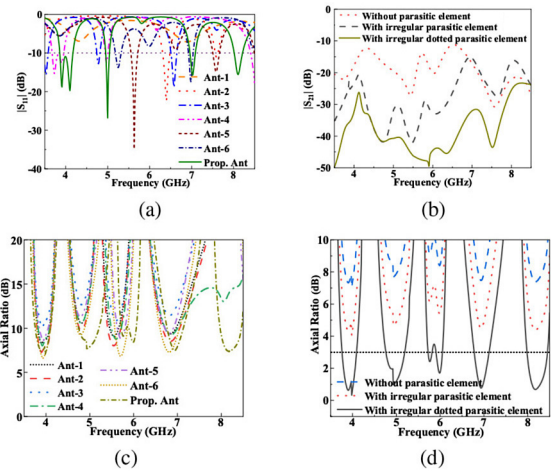 0
-10
-20
-30
-40
|S11| (dB)
4 5 6 7 8
Frequency (GHz)
Ant-1
Ant-2
Ant-3
Ant-4
Ant-5
Ant-6
Prop. Ant
(a)
0
-10
-20
-30
-40
-50
|S21| (dB)
4 5 6 7 8
Frequency (GHz)
Without parasitic element
With irregular parasitic element
With irregular dotted parasitic element
(b)
20
15
10
5
0
Axial Ratio (dB)
4 5 6 7 8
Frequency (GHz)
Ant-1
Ant-2
Ant-3
Ant-4
Ant-5
Ant-6
Prop. Ant
(c)
10
8
6
4
2
0
Axial Ratio (dB)
4 5 6 7 8
Frequency (GHz)
Without parasitic element
With irregular parasitic element
With irregular dotted parasitic element
(d)